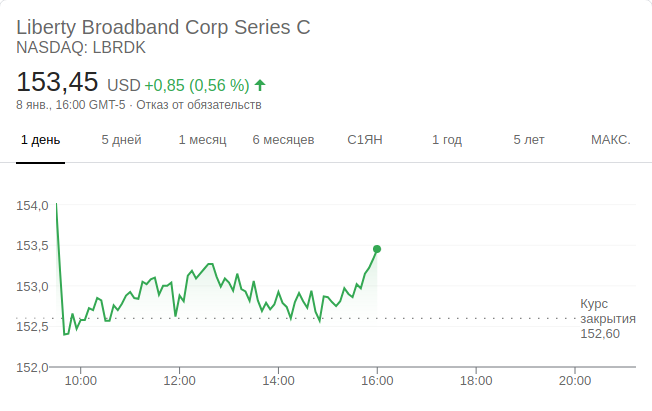 Liberty Broadband Corp Series C
NASDAQ: LBRDK
153,45 USD +0,85 (0,56 %) ↑
8 янв., 16:00 GMT-5 · Отказ от обязательств
1 день 5 дней 1 месяц 6 месяцев С1ЯН 1 год 5 лет МАКС.
154,0
153,5
153,0
152,5
152,0
Курс
закрытия
152,60
10:00 12:00 14:00 16:00 18:00 20:00